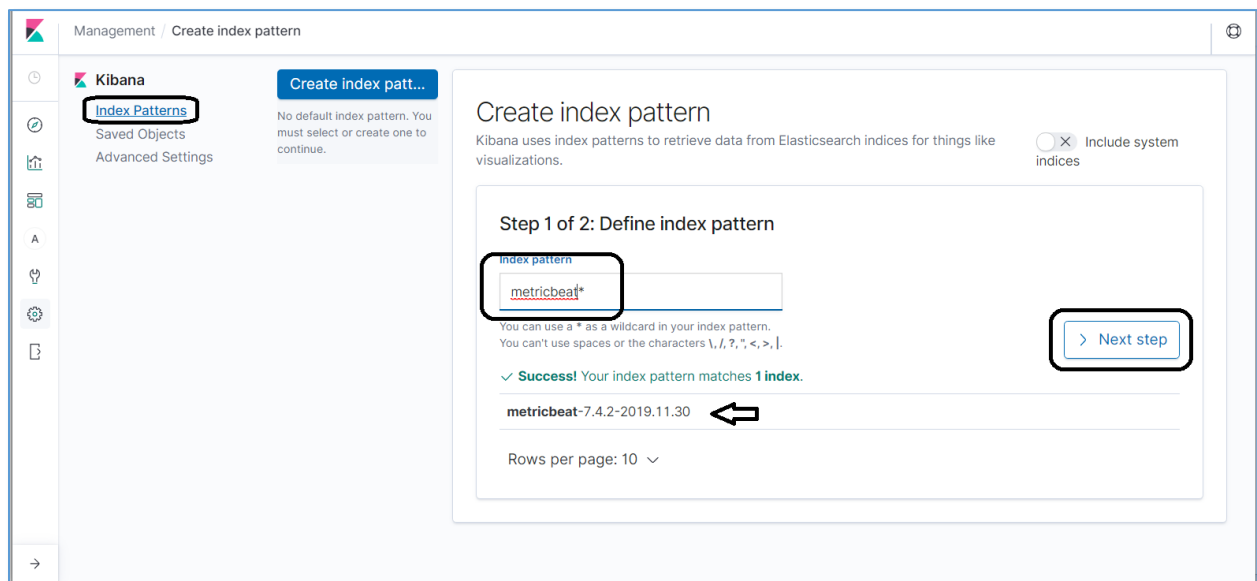 Management / Create index pattern
Kibana
Index Patterns
Saved Objects
Advanced Settings
Create index patt...
No default index pattern. You
must select or create one to
continue.
Create index pattern
Kibana uses index patterns to retrieve data from Elasticsearch indices for things like
visualizations.
Include system
indices
Step 1 of 2: Define index pattern
Index pattern
metricbeat*
You can use a * as a wildcard in your index pattern.
You can't use spaces or the characters \, /, ?, ", <, >, |.
Next step
Success! Your index pattern matches 1 index.
metricbeat-7.4.2-2019.11.30
Rows per page: 10
A